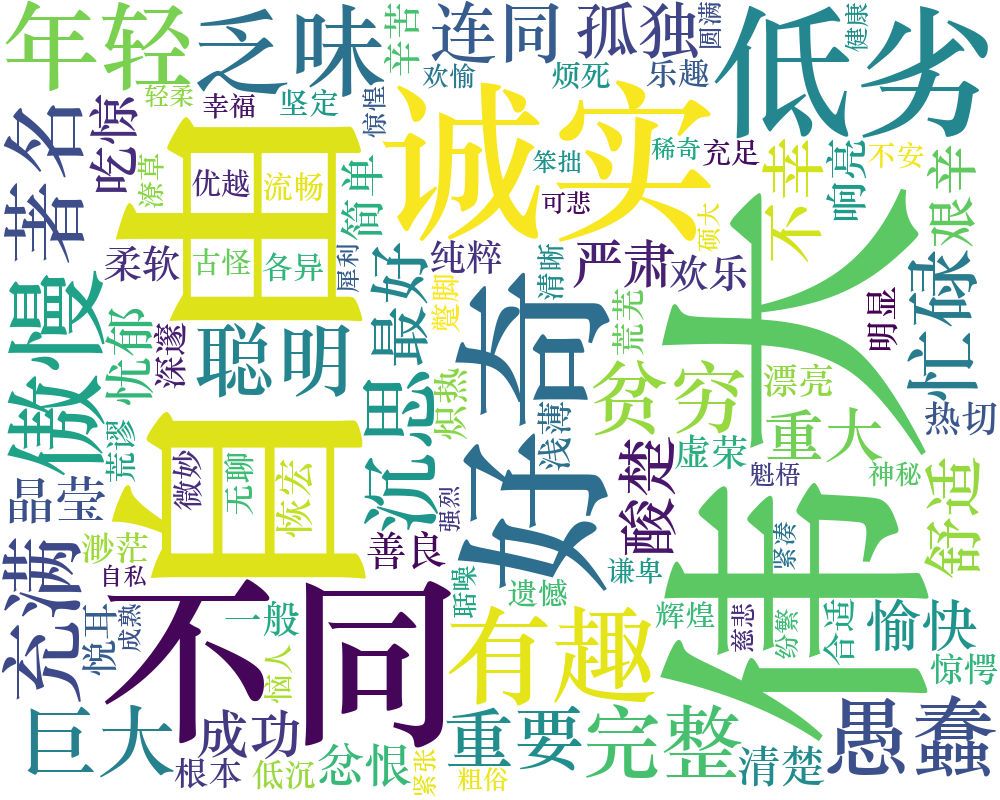 年轻
乏味
辛苦
连同
孤独
圆满
低劣
健康
欢愉
烦死
乐趣
轻柔
幸福
坚定
惊惶
著名
吃惊
潦草
优越
流畅
简单
诚实
笨拙
稀奇
充足
可悲
不幸
不安
响亮
艰辛
硕大
直
柔软
古怪
各异
犀利
最好
纯粹
清晰
严肃
欢乐
伟大
明显
忙碌
傲慢
忧郁
深邃
聪明
蹩脚
好奇
荒芜
贫穷
漂亮
热切
荒谬
沉思
炽热
浅薄
酸楚
虚荣
重大
魁梧
神秘
舒适
晶莹
微妙
无聊
恢宏
强烈
善良
渺茫
自私
充满
悦耳
成熟
不同
一般
恼人
聒噪
遗憾
谦卑
紧凑
有趣
辉煌
慈悲
纷繁
合适
愉快
惊愕
巨大
成功
根本
低沉
忿恨
紧张
重要
粗俗
完整
清楚
愚蠢